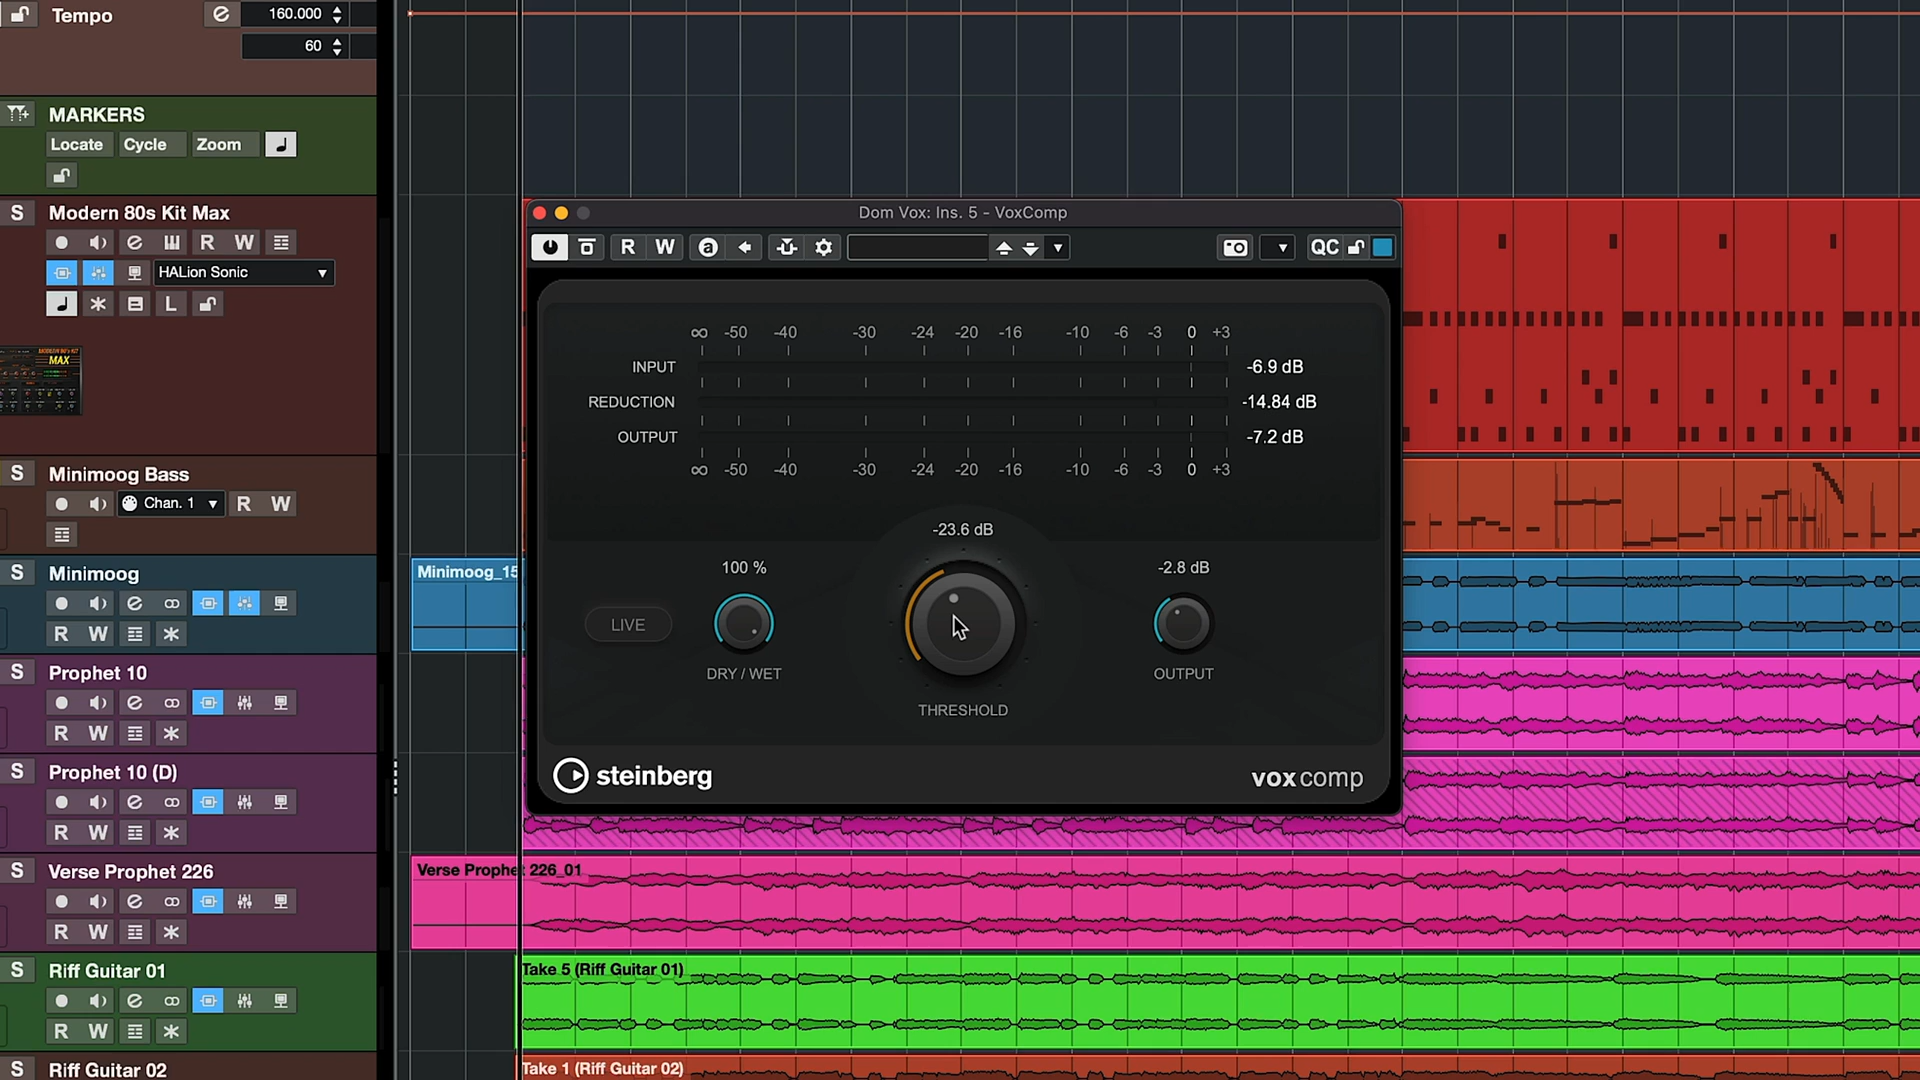 Tempo
160.000
60
MARKERS
Locate Cycle Zoom
S Modern 80s Kit Max
R W
HALion Sonic
L
MAX
S Minimoog Bass
Chan. 1 R W
S Minimoog
R W
S Prophet 10
R W
S Prophet 10 (D)
R W
S Verse Prophet 226
R W
S Riff Guitar 01
R W
S Riff Guitar 02
Dom Vox: Ins. 5 - VoxComp
R W a QC
∞ -50 -40 -30 -24 -20 -16 -10 -6 -3 0 +3
INPUT -6.9 dB
REDUCTION -14.84 dB
OUTPUT -7.2 dB
∞ -50 -40 -30 -24 -20 -16 -10 -6 -3 0 +3
-23.6 dB
100 % -2.8 dB
LIVE
DRY / WET OUTPUT
THRESHOLD
steinberg voxcomp
Minimoog_15
Verse Prophet 226_01
Take 5 (Riff Guitar 01)
Take 1 (Riff Guitar 02)